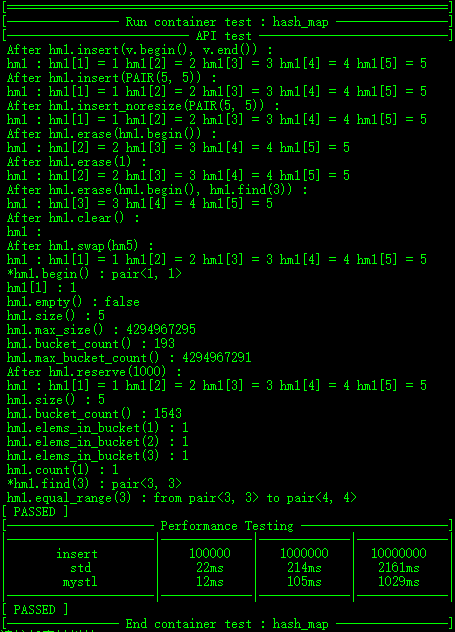 [===============================================================]
[----------------- Run container test : hash_map ----------------]
[--------------------------- API test ---------------------------]
After hm1.insert(v.begin(), v.end()) :
hm1 : hm1[1] = 1 hm1[2] = 2 hm1[3] = 3 hm1[4] = 4 hm1[5] = 5
After hm1.insert(PAIR(5, 5)) :
hm1 : hm1[1] = 1 hm1[2] = 2 hm1[3] = 3 hm1[4] = 4 hm1[5] = 5
After hm1.insert_noresize(PAIR(5, 5)) :
hm1 : hm1[1] = 1 hm1[2] = 2 hm1[3] = 3 hm1[4] = 4 hm1[5] = 5
After hm1.erase(hm1.begin()) :
hm1 : hm1[2] = 2 hm1[3] = 3 hm1[4] = 4 hm1[5] = 5
After hm1.erase(1) :
hm1 : hm1[2] = 2 hm1[3] = 3 hm1[4] = 4 hm1[5] = 5
After hm1.erase(hm1.begin(), hm1.find(3)) :
hm1 : hm1[3] = 3 hm1[4] = 4 hm1[5] = 5
After hm1.clear() :
hm1 :
After hm1.swap(hm5) :
hm1 : hm1[1] = 1 hm1[2] = 2 hm1[3] = 3 hm1[4] = 4 hm1[5] = 5
*hm1.begin() : pair<1, 1>
hm1[1] : 1
hm1.empty() : false
hm1.size() : 5
hm1.max_size() : 4294967295
hm1.bucket_count() : 193
hm1.max_bucket_count() : 4294967291
After hm1.reserve(1000) :
hm1 : hm1[1] = 1 hm1[2] = 2 hm1[3] = 3 hm1[4] = 4 hm1[5] = 5
hm1.size() : 5
hm1.bucket_count() : 1543
hm1.elems_in_bucket(1) : 1
hm1.elems_in_bucket(2) : 1
hm1.elems_in_bucket(3) : 1
hm1.count(1) : 1
*hm1.find(3) : pair<3, 3>
hm1.equal_range(3) : from pair<3, 3> to pair<4, 4>
[ PASSED ]
[--------------------- Performance Testing ---------------------]
| insert | 100000 | 1000000 | 10000000 |
| std | 22ms | 214ms | 2161ms |
| mystl | 12ms | 105ms | 1029ms |
[ PASSED ]
[----------------- End container test : hash_map ----------------]